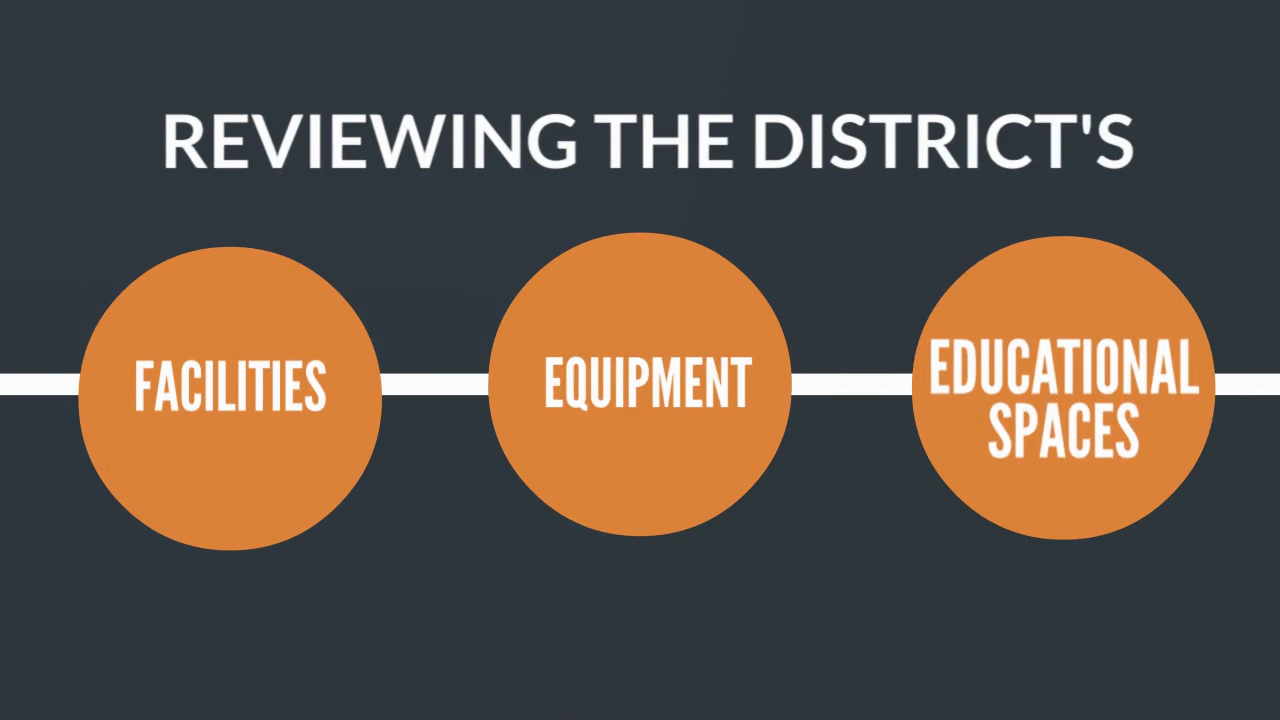 REVIEWING THE DISTRICT'S
FACILITIES
EQUIPMENT
EDUCATIONAL
SPACES